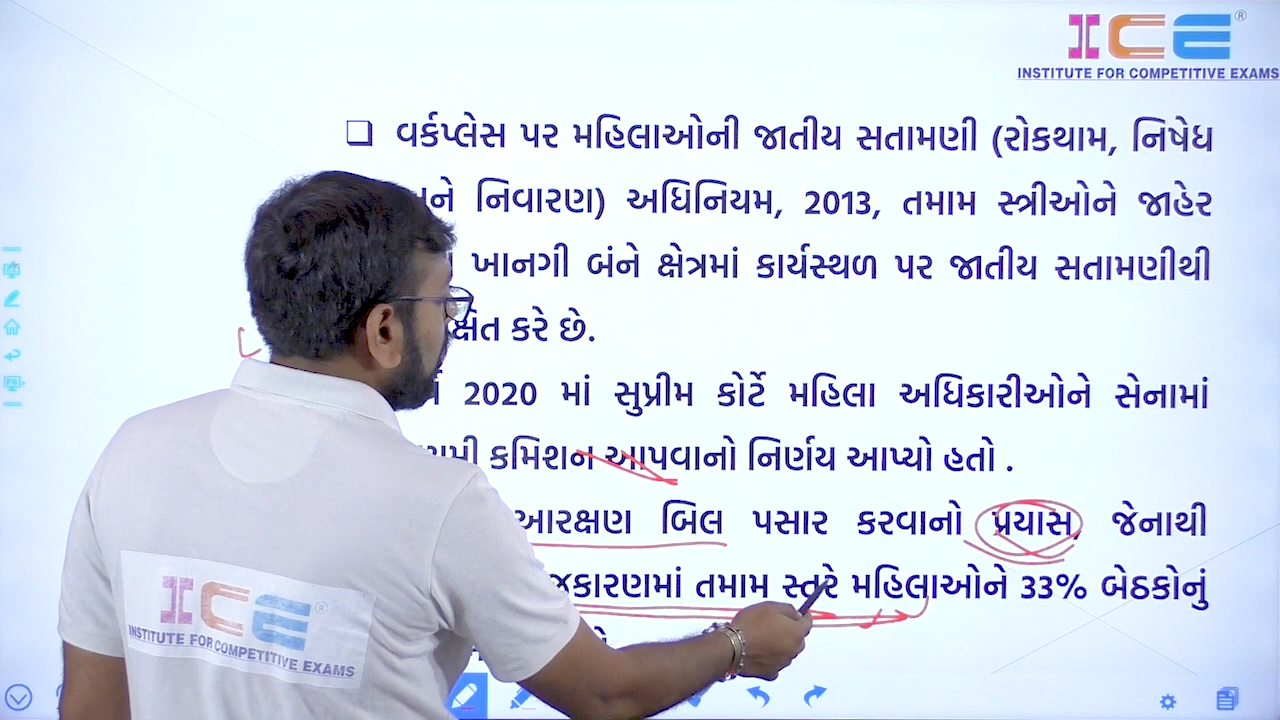 ICE®
INSTITUTE FOR COMPETITIVE EXAMS
વર્કપ્લેસ પર મહિલાઓની જાતીય સતામણી (રોકથામ, નિષેધ
નિવારણ) અધિનિયમ, 2013, તમામ સ્ત્રીઓને જાહેર
ખાનગી બંને ક્ષેત્રમાં કાર્યસ્થળ પર જાતીય સતામણીથી
કરે છે.
2020 માં સુપ્રીમ કોર્ટે મહિલા અધિકારીઓને સેનામાં
કમિશન આપવાનો નિર્ણય આપ્યો હતો .
આરક્ષણ બિલ પસાર કરવાનો પ્રયાસ, જેનાથી
તમામ સ્તરે મહિલાઓને 33% બેઠકોનું
ICE®
INSTITUTE FOR COMPETITIVE EXAMS